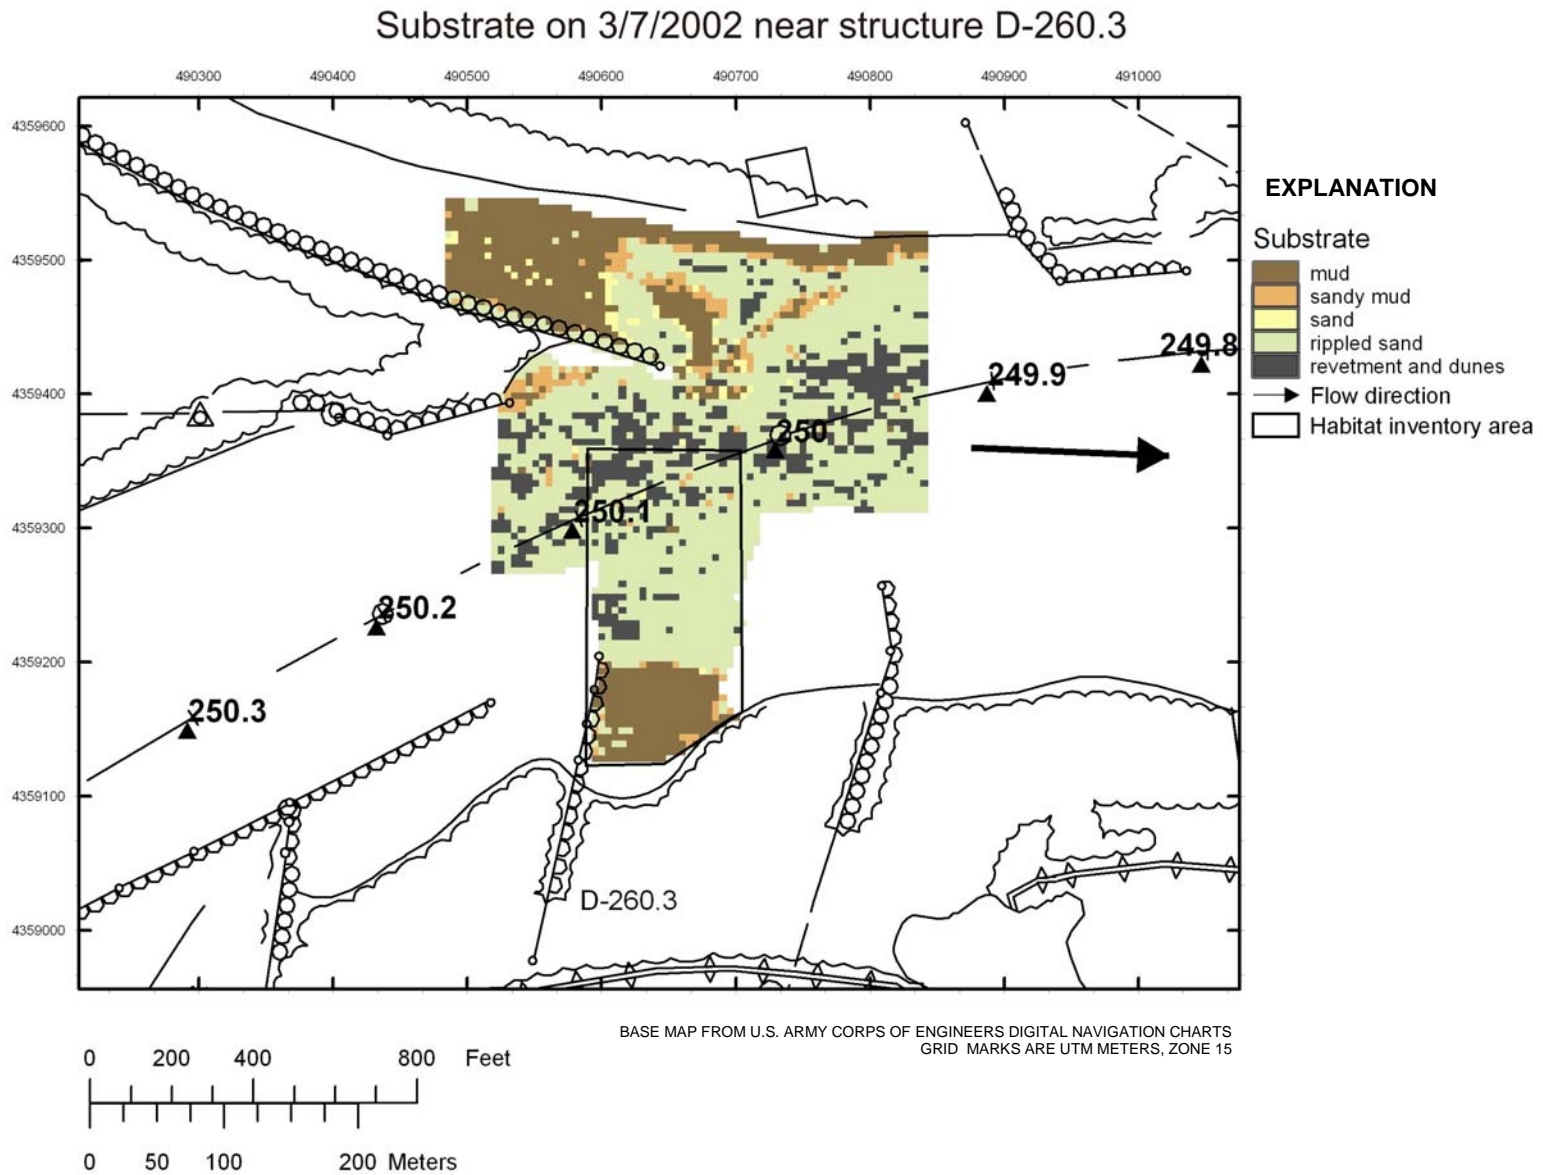 Substrate on 3/7/2002 near structure D-260.3
490300 490400 490500 490600 490700 490800 490900 491000
4359600
4359500
4359400
4359300
4359200
4359100
4359000
249.8
249.9
250
250.1
250.2
250.3
D-260.3
EXPLANATION
Substrate
mud
sandy mud
sand
rippled sand
revetment and dunes
Flow direction
Habitat inventory area
BASE MAP FROM U.S. ARMY CORPS OF ENGINEERS DIGITAL NAVIGATION CHARTS
GRID MARKS ARE UTM METERS, ZONE 15
0 200 400 800 Feet
0 50 100 200 Meters